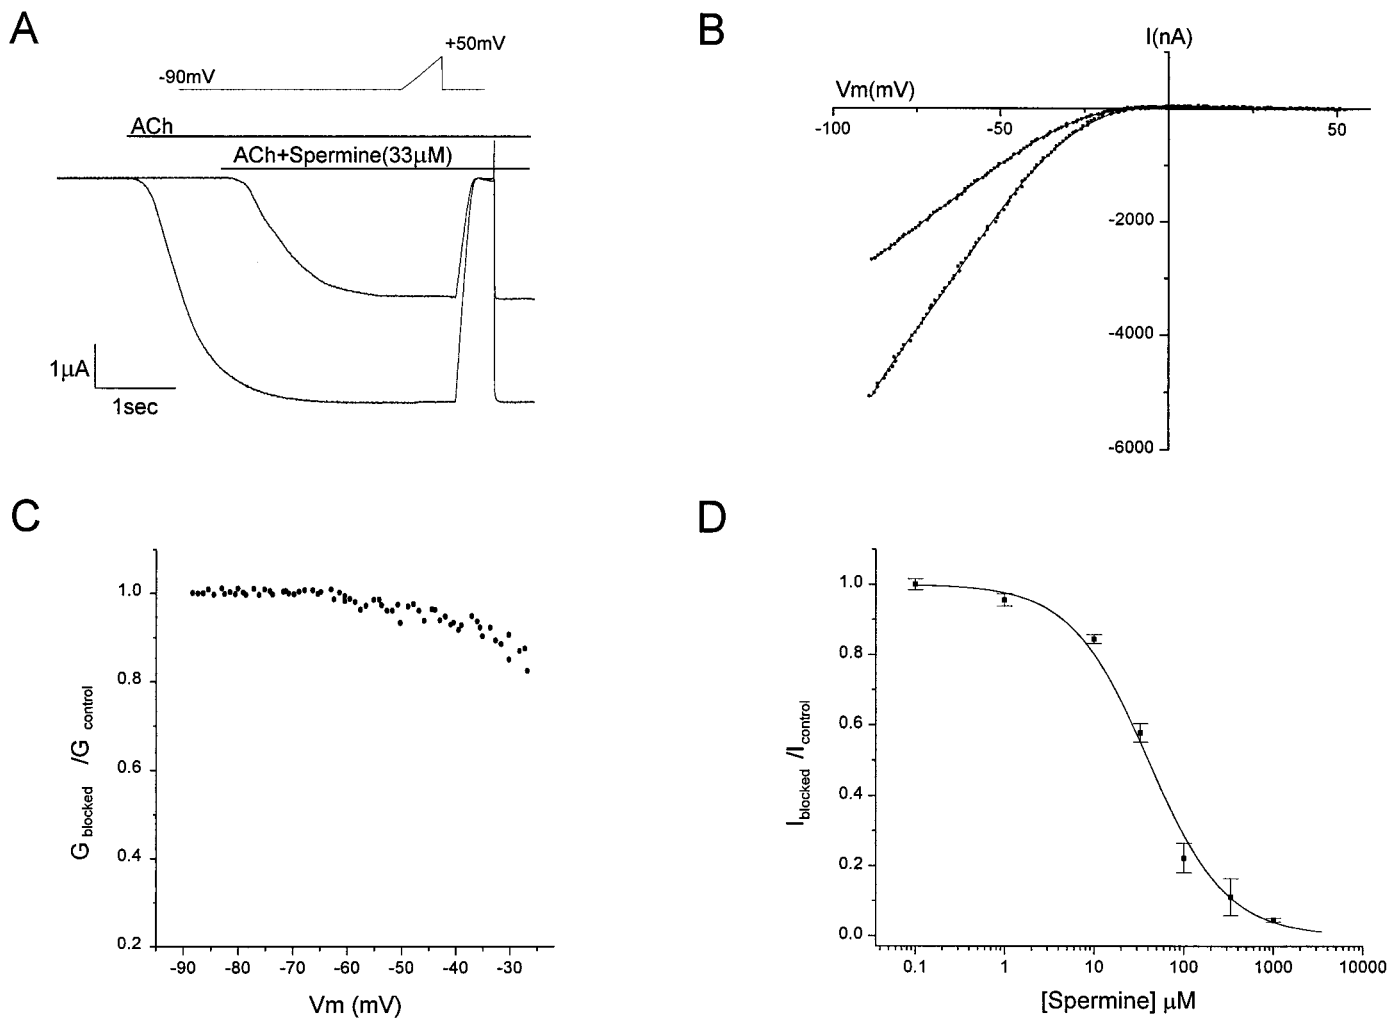 A
+50mV
-90mV
ACh
ACh+Spermine(33μM)
1μA
1sec
B
I(nA)
Vm(mV)
-100
-50
50
-2000
-4000
-6000
C
1.0
0.8
0.6
0.4
0.2
G blocked /G control
-90
-80
-70
-60
-50
-40
-30
Vm (mV)
D
1.0
0.8
0.6
0.4
0.2
0.0
I blocked /I control
0.1
1
10
100
1000
10000
[Spermine] μM